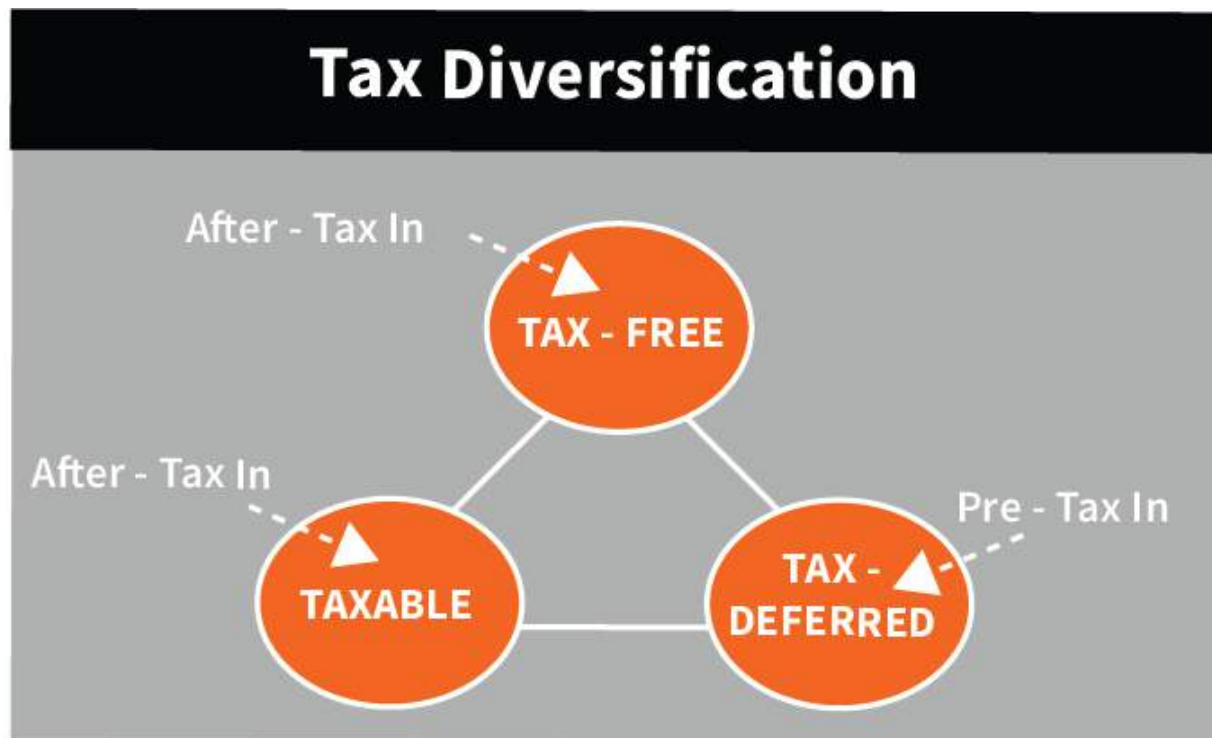 Tax Diversification
After - Tax In
TAX - FREE
After - Tax In
Pre - Tax In
TAXABLE
TAX -
DEFERRED